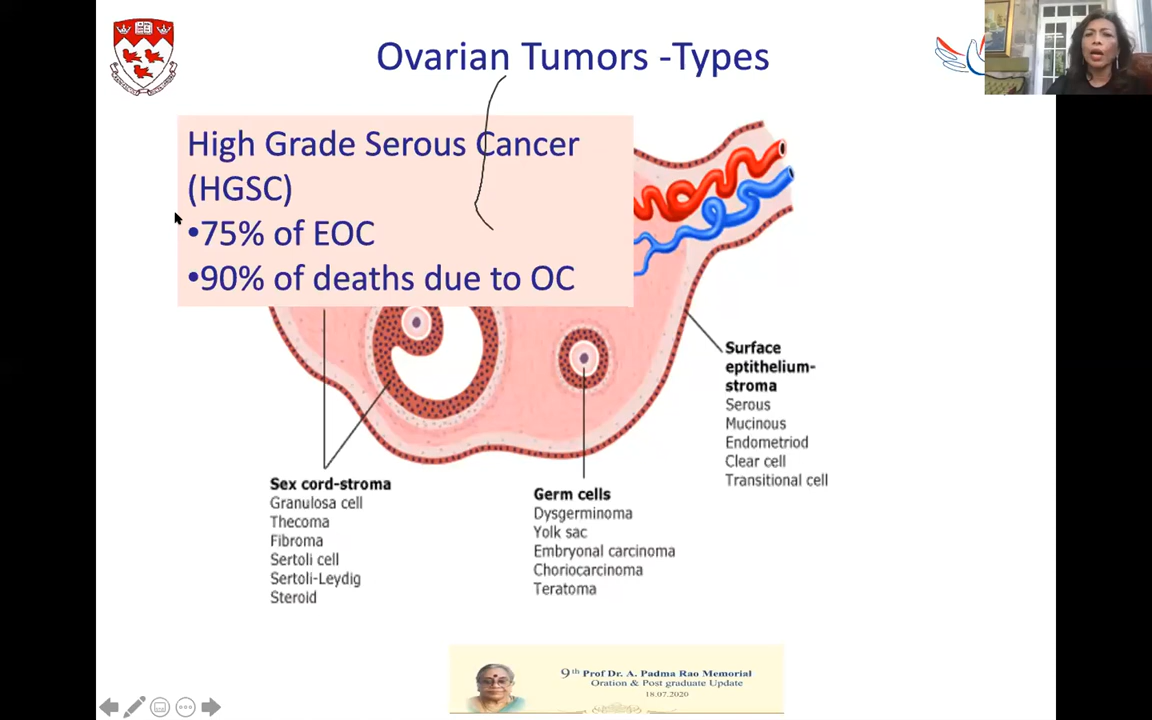 Ovarian Tumors -Types
High Grade Serous Cancer
(HGSC)
•75% of EOC
•90% of deaths due to OC
Surface
eptithelium-
stroma
Serous
Mucinous
Endometriod
Clear cell
Transitional cell
Sex cord-stroma
Granulosa cell
Thecoma
Fibroma
Sertoli cell
Sertoli-Leydig
Steroid
Germ cells
Dysgerminoma
Yolk sac
Embryonal carcinoma
Choriocarcinoma
Teratoma
9th Prof Dr. A. Padma Rao Memorial
Oration & Post graduate Update
18.07.2020